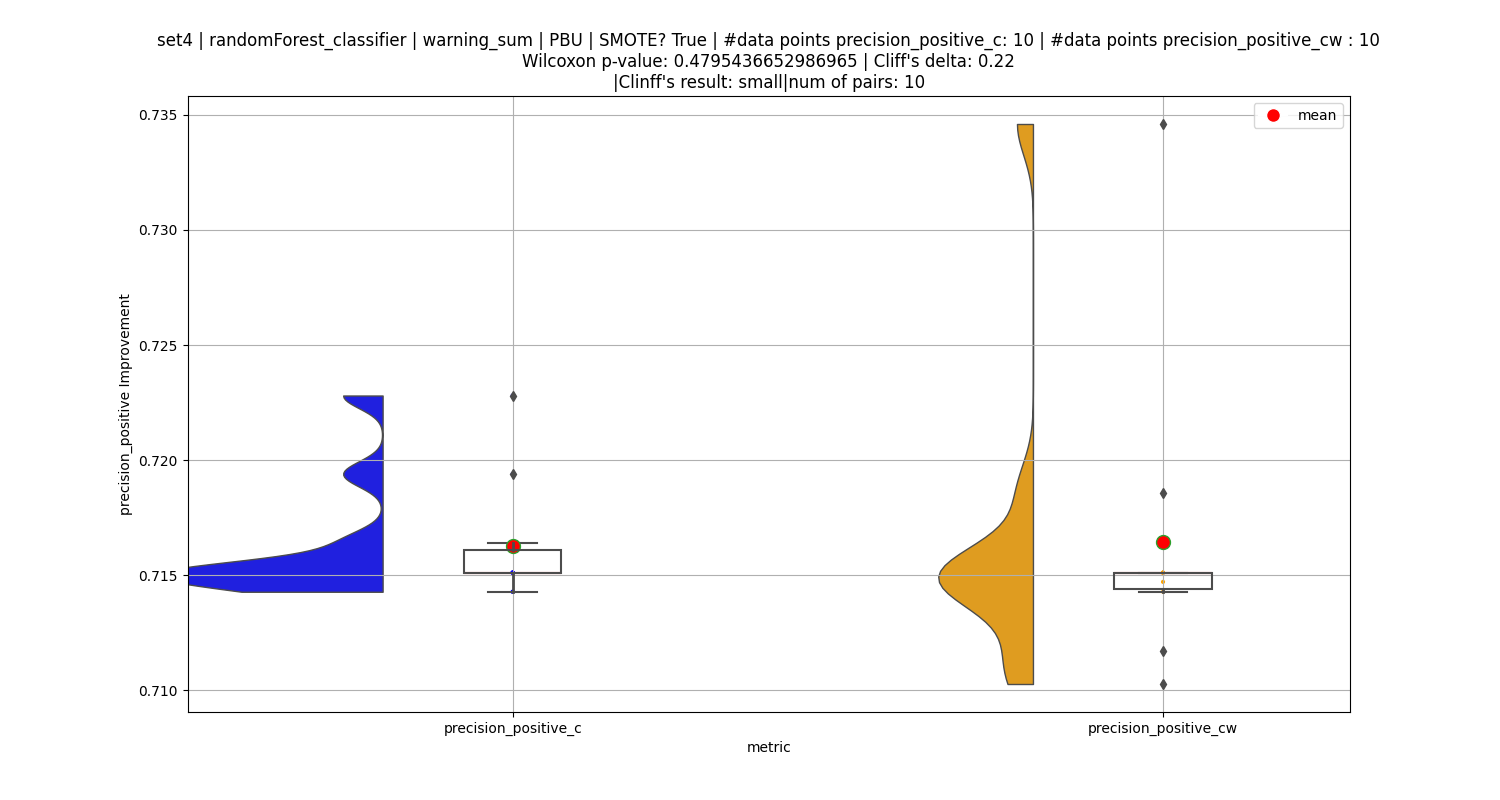 set4 | randomForest_classifier | warning_sum | PBU | SMOTE? True | #data points precision_positive_c: 10 | #data points precision_positive_cw : 10
Wilcoxon p-value: 0.4795436652986965 | Cliff's delta: 0.22
|Clinff's result: small|num of pairs: 10
mean
0.735
0.730
0.725
0.720
0.715
0.710
precision_positive Improvement
precision_positive_c
precision_positive_cw
metric